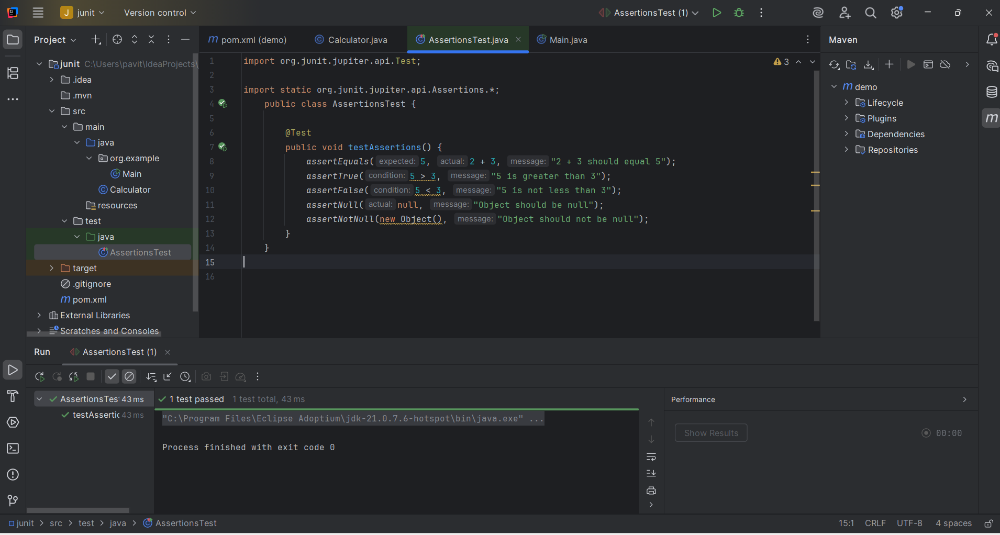 J junit Version control AssertionsTest (1)
Project
pom.xml (demo) Calculator.java AssertionsTest.java Main.java
Maven
junit C:\Users\pavit\IdeaProjects\
.idea
.mvn
src
main
java
org.example
Main
Calculator
resources
test
java
AssertionsTest
target
.gitignore
m pom.xml
External Libraries
Scratches and Consoles
1 import org.junit.jupiter.api.Test;
2
3 import static org.junit.jupiter.api.Assertions.*;
4 public class AssertionsTest {
5
6 @Test
7 public void testAssertions() {
8 assertEquals( expected: 5, actual: 2 + 3, message: "2 + 3 should equal 5");
9 assertTrue( condition: 5 > 3, message: "5 is greater than 3");
10 assertFalse( condition: 5 < 3, message: "5 is not less than 3");
11 assertNull( actual: null, message: "Object should be null");
12 assertNotNull(new Object(), message: "Object should not be null");
13 }
14 }
15
16
3
m demo
Lifecycle
Plugins
Dependencies
Repositories
m
Run AssertionsTest (1)
AssertionsTes 43 ms
testAssertic 43 ms
1 test passed 1 test total, 43 ms
"C:\Program Files\Eclipse Adoptium\jdk-21.0.7.6-hotspot\bin\java.exe" ...
Process finished with exit code 0
Performance
Show Results 00:00
junit > src > test > java > AssertionsTest
15:1 CRLF UTF-8 4 spaces